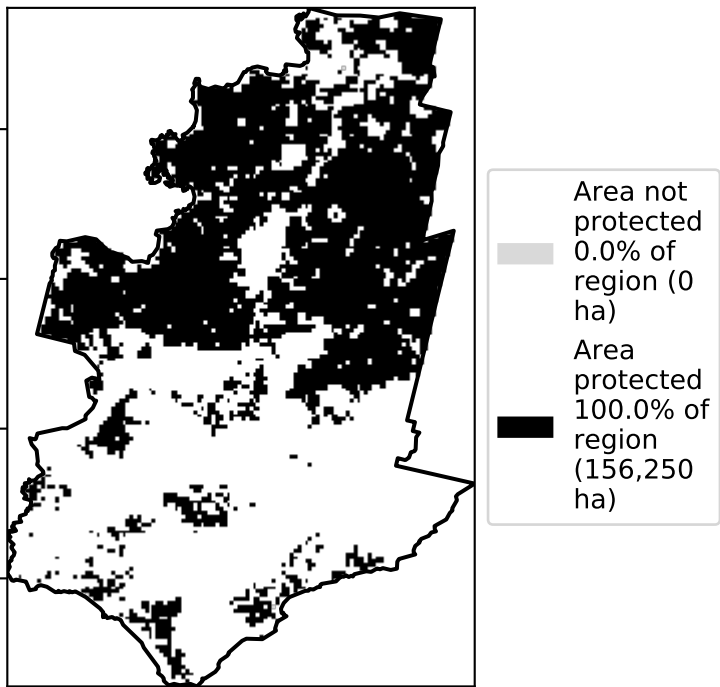 Area not
protected
0.0% of
region (0
ha)
Area
protected
100.0% of
region
(156,250
ha)